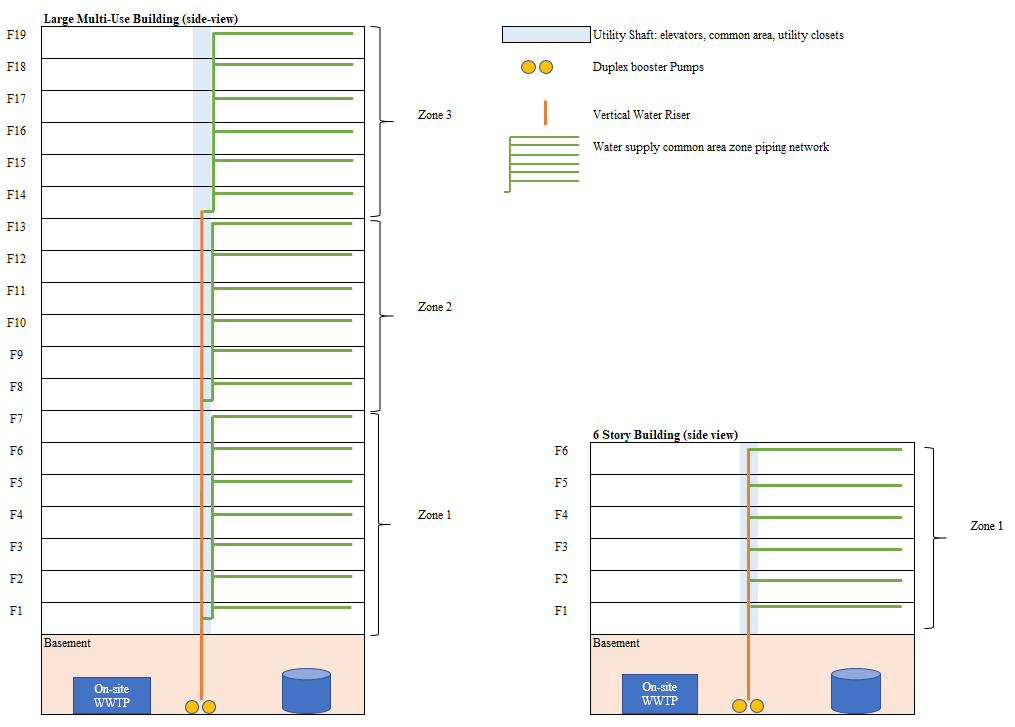 Large Multi-Use Building (side-view)
F19
F18
F17
F16
F15
F14
F13
F12
F11
F10
F9
F8
F7
F6
F5
F4
F3
F2
F1
Zone 3
Zone 2
Zone 1
Basement
On-site
WWTP
Utility Shaft: elevators, common area, utility closets
Duplex booster Pumps
Vertical Water Riser
Water supply common area zone piping network
6 Story Building (side view)
F6
F5
F4
F3
F2
F1
Zone 1
Basement
On-site
WWTP